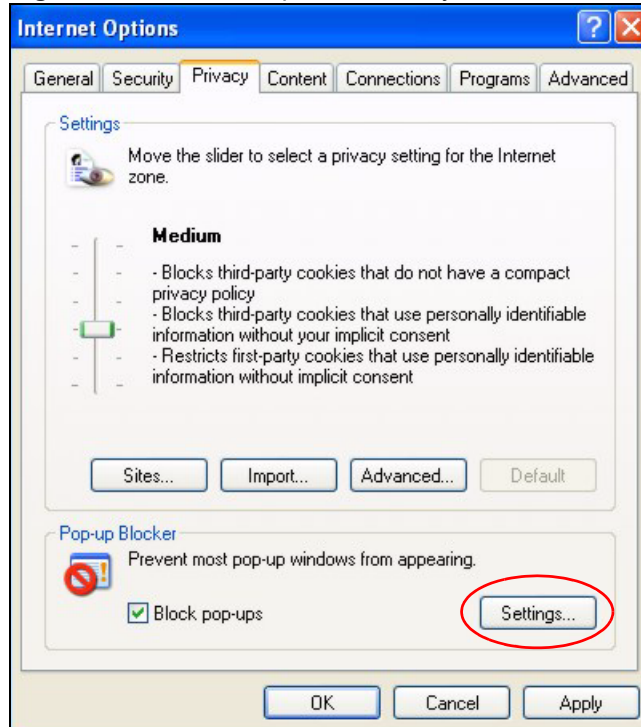 Internet Options
General Security Privacy Content Connections Programs Advanced
Settings
Move the slider to select a privacy setting for the Internet
zone.
Medium
- Blocks third-party cookies that do not have a compact
privacy policy
- Blocks third-party cookies that use personally identifiable
information without your implicit consent
- Restricts first-party cookies that use personally identifiable
information without implicit consent
Sites... Import... Advanced... Default
Pop-up Blocker
Prevent most pop-up windows from appearing.
Block pop-ups
Settings...
OK Cancel Apply